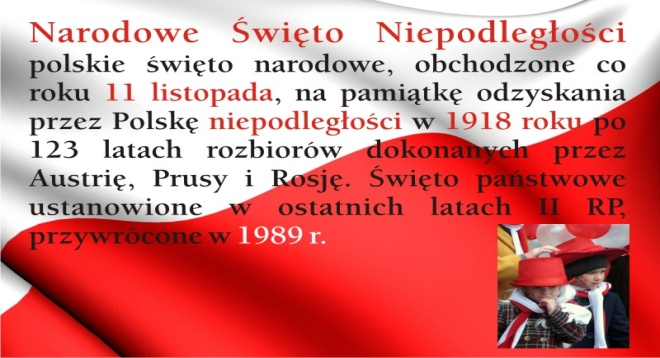 Narodowe Święto Niepodległości
polskie święto narodowe, obchodzone co
roku 11 listopada, na pamiątkę odzyskania
przez Polskę niepodległości w 1918 roku po
123 latach rozbiorów dokonanych przez
Austrię, Prusy i Rosję. Święto państwowe
ustanowione w ostatnich latach II RP,
przywrócone w 1989 r.